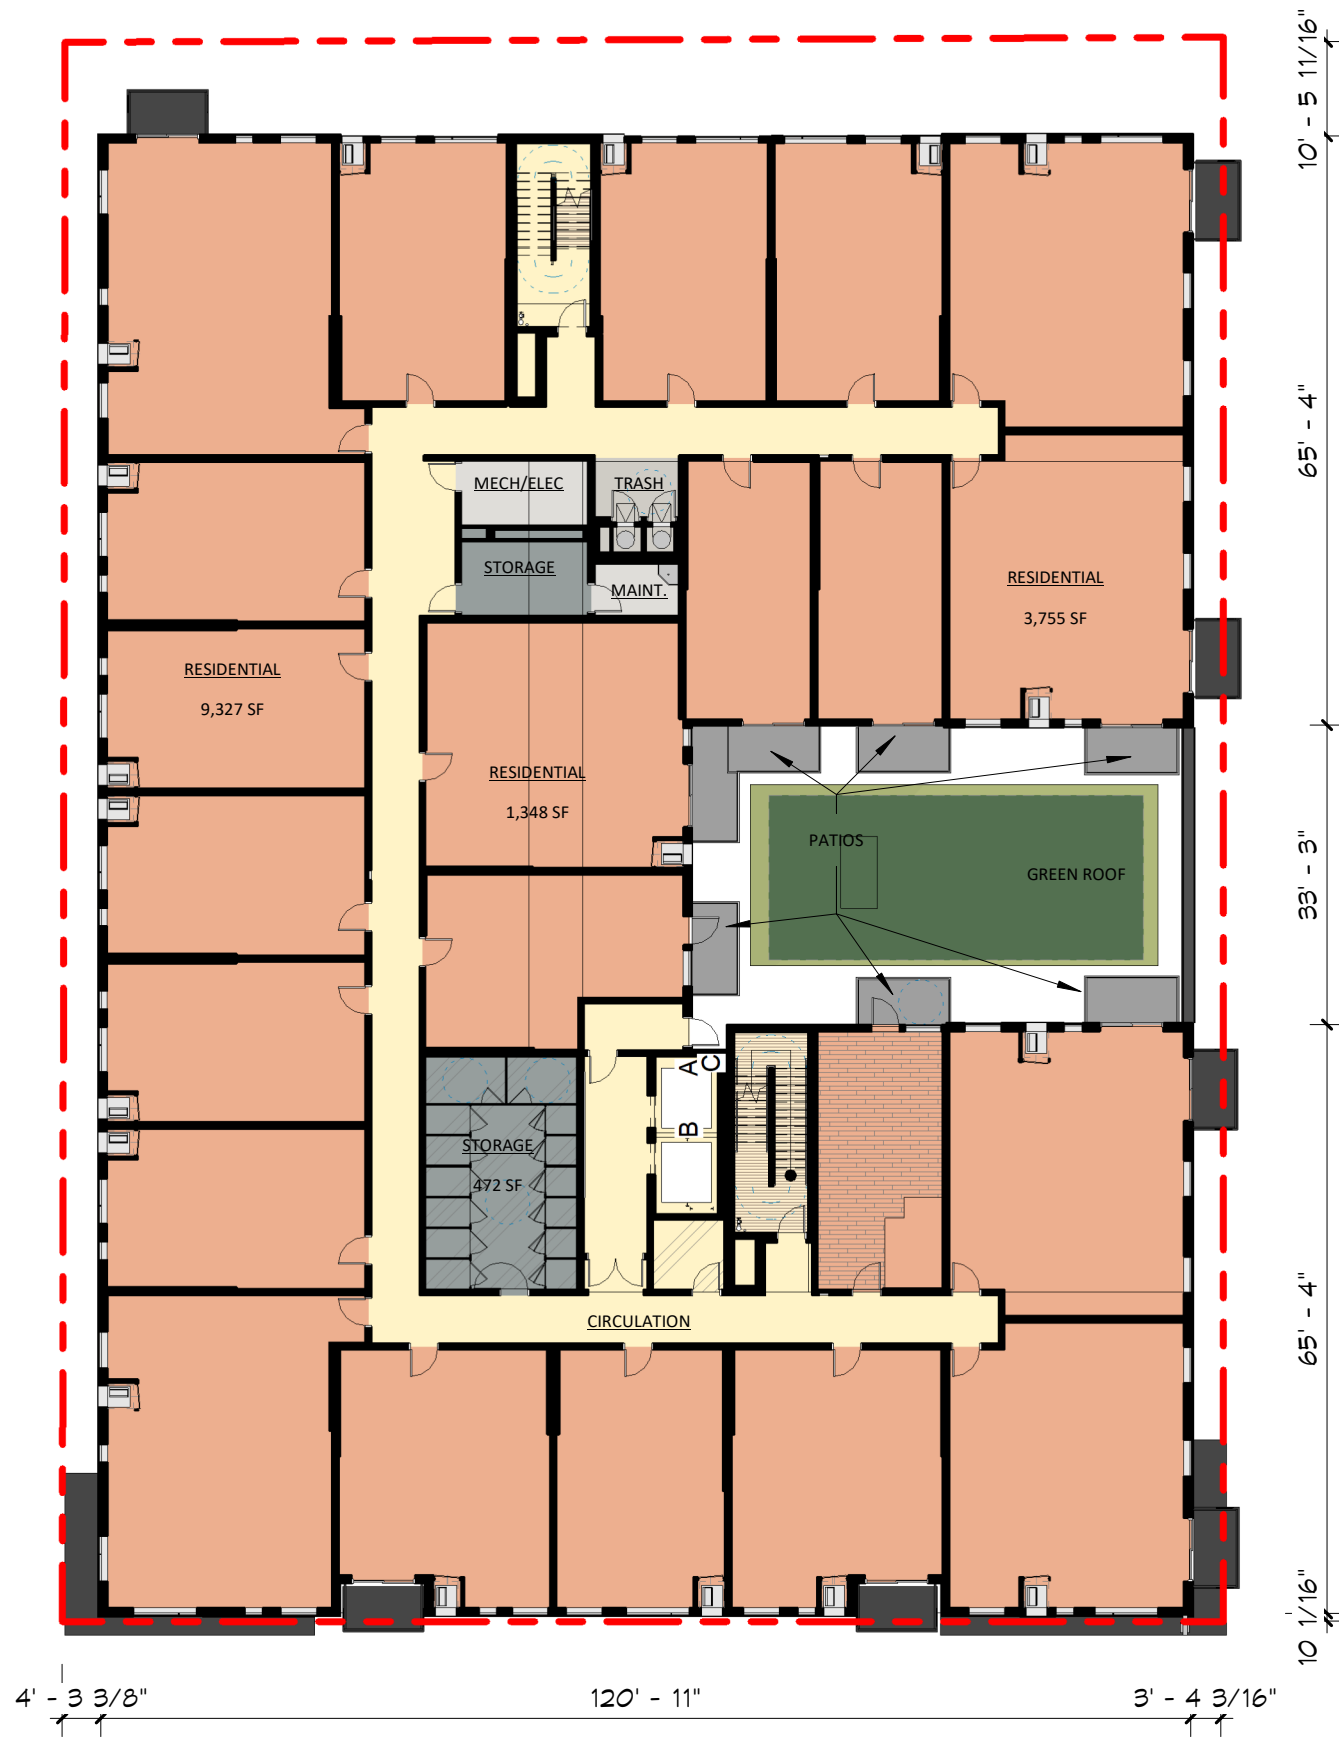 10' - 5 11/16"
MECH/ELEC
TRASH
65' - 4"
STORAGE
MAINT.
RESIDENTIAL
3,755 SF
RESIDENTIAL
9,327 SF
RESIDENTIAL
1,348 SF
PATIOS
GREEN ROOF
33' - 3"
A
C
B
STORAGE
472 SF
CIRCULATION
65' - 4"
10 1/16"
4' - 3 3/8"
120' - 11"
3' - 4 3/16"